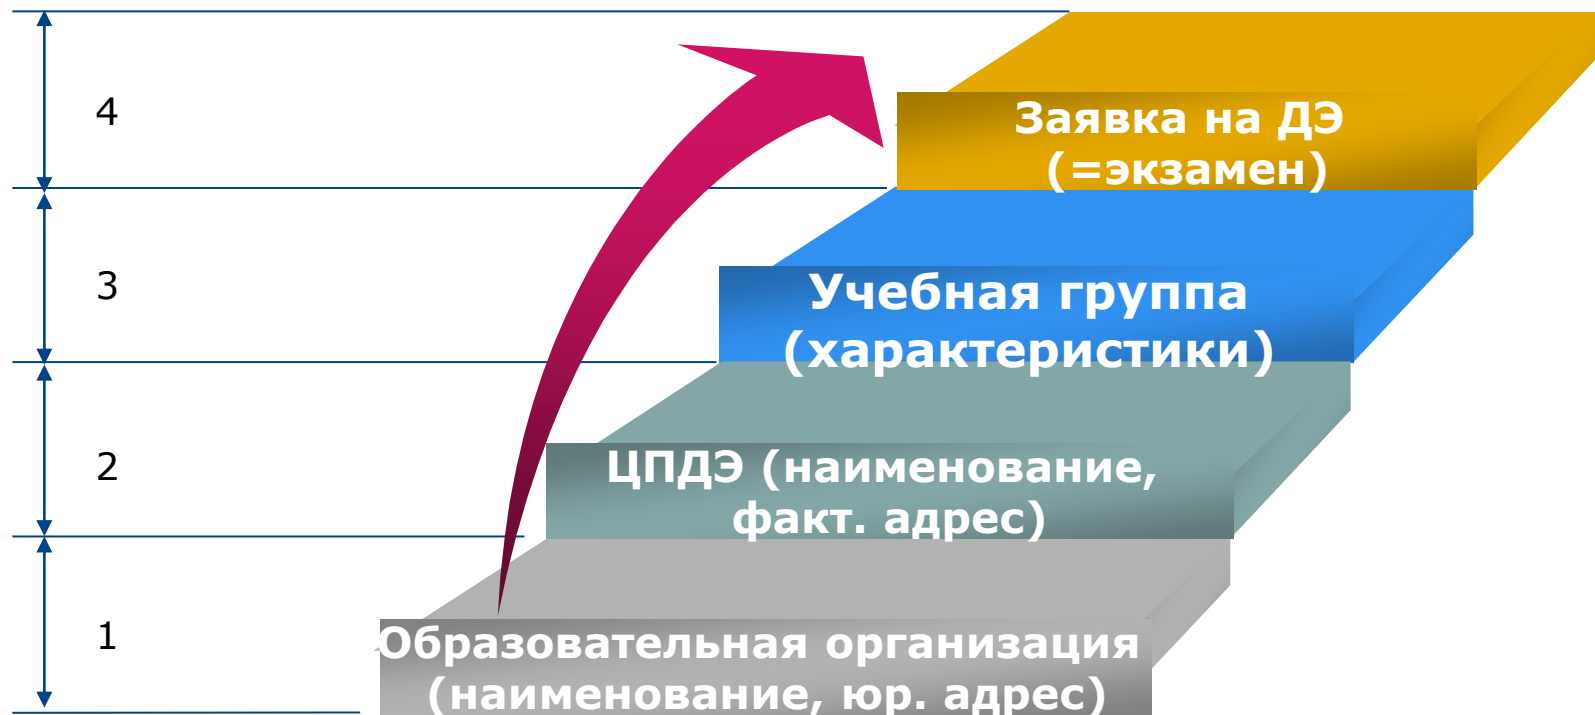 4
Заявка на ДЭ
(=экзамен)
3
Учебная группа
(характеристики)
2
ЦПДЭ (наименование,
факт. адрес)
1
Образовательная организация
(наименование, юр. адрес)